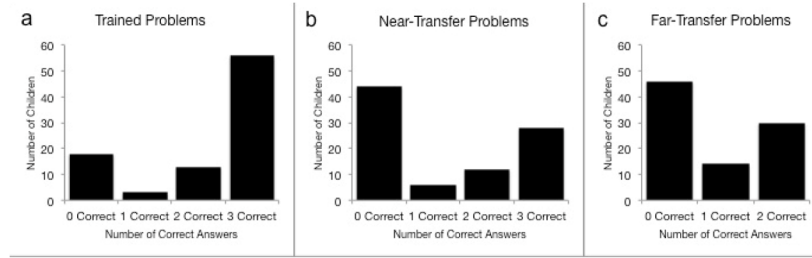 a
Trained Problems
Number of Children
60
50
40
30
20
10
0
0 Correct 1 Correct 2 Correct 3 Correct
Number of Correct Answers
b
Near-Transfer Problems
Number of Children
60
50
40
30
20
10
0
0 Correct 1 Correct 2 Correct 3 Correct
Number of Correct Answers
c
Far-Transfer Problems
Number of Children
60
50
40
30
20
10
0
0 Correct 1 Correct 2 Correct
Number of Correct Answers